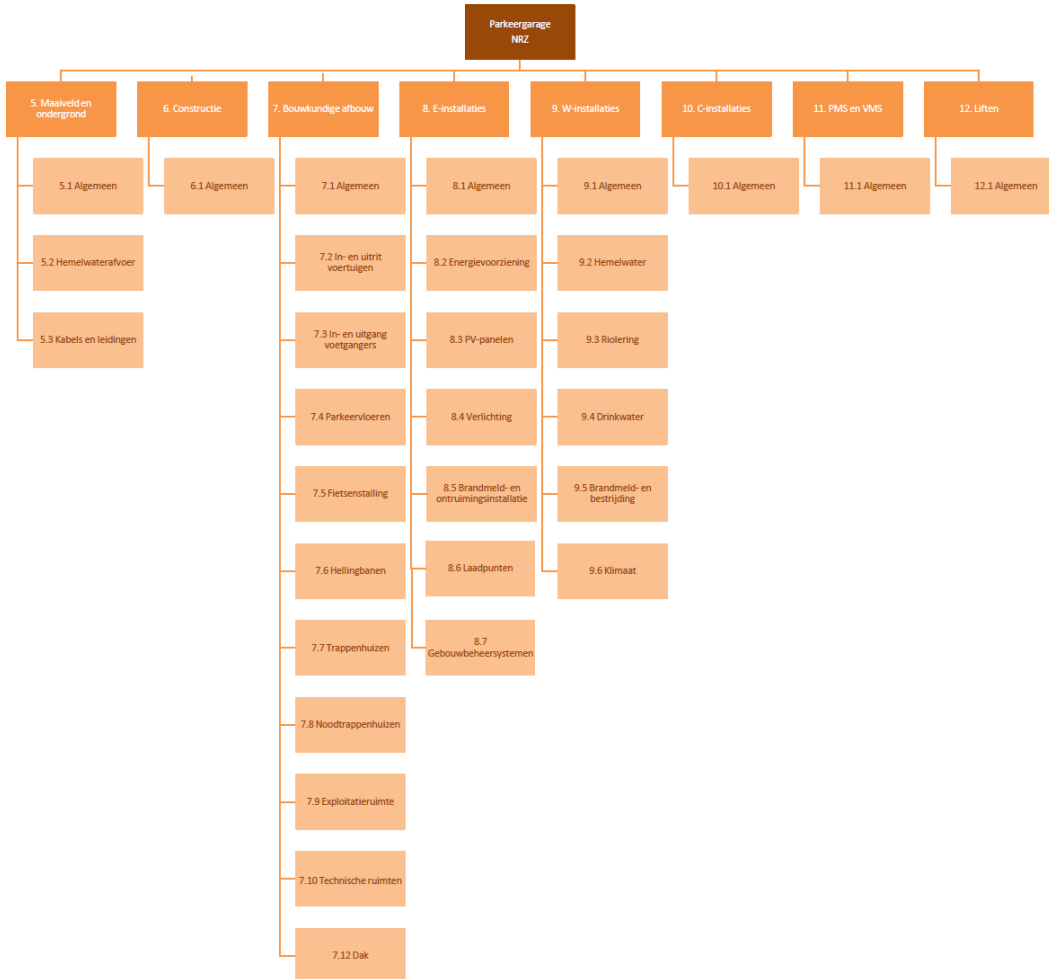 Parkeergarage
NRZ
5. Maaiveld en
ondergrond
6. Constructie
7. Bouwkundige afbouw
8. E-installaties
9. W-installaties
10. C-installaties
11. PMS en VMS
12. Liften
5.1 Algemeen
6.1 Algemeen
7.1 Algemeen
8.1 Algemeen
9.1 Algemeen
10.1 Algemeen
11.1 Algemeen
12.1 Algemeen
5.2 Hemelwaterafvoer
7.2 In- en uitrit
voertuigen
8.2 Energievoorziening
9.2 Hemelwater
5.3 Kabels en leidingen
7.3 In- en uitgang
voetgangers
8.3 PV-panelen
9.3 Riolering
7.4 Parkeervloeren
8.4 Verlichting
9.4 Drinkwater
7.5 Fietsenstalling
8.5 Brandmeld- en
ontruimingsinstallatie
9.5 Brandmeld- en
bestrijding
7.6 Hellingbanen
8.6 Laadpunten
9.6 Klimaat
7.7 Trappenhuizen
8.7
Gebouwbeheersystemen
7.8 Noodtrappenhuizen
7.9 Exploitatieruimte
7.10 Technische ruimten
7.12 Dak